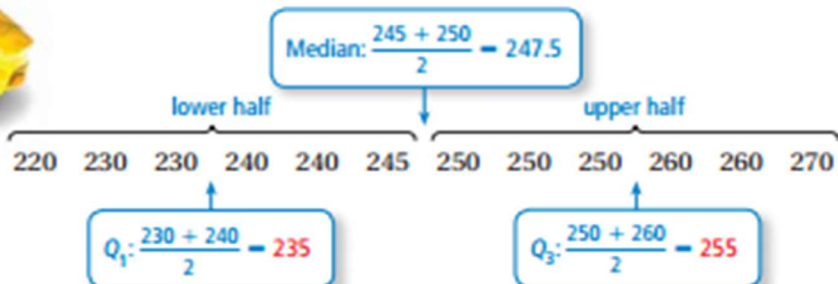 Median: (245 + 250)/2 = 247.5
lower half upper half
220 230 230 240 240 245 250 250 250 260 260 270
Q₁: (230 + 240)/2 = 235 Q₃: (250 + 260)/2 = 255